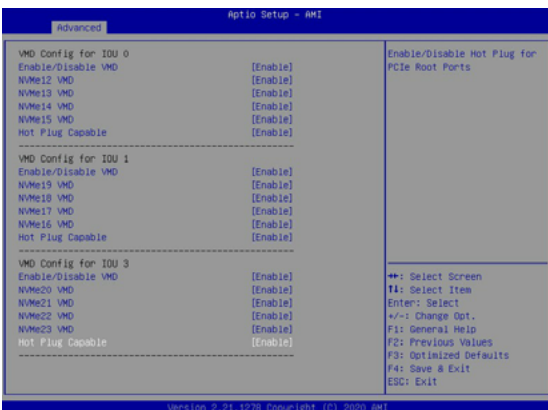 Aptio Setup - AMI
Advanced
VMD Config for IOU 0
Enable/Disable VMD [Enable]
NVMe12 VMD [Enable]
NVMe13 VMD [Enable]
NVMe14 VMD [Enable]
NVMe15 VMD [Enable]
Hot Plug Capable [Enable]
VMD Config for IOU 1
Enable/Disable VMD [Enable]
NVMe19 VMD [Enable]
NVMe18 VMD [Enable]
NVMe17 VMD [Enable]
NVMe16 VMD [Enable]
Hot Plug Capable [Enable]
VMD Config for IOU 3
Enable/Disable VMD [Enable]
NVMe20 VMD [Enable]
NVMe21 VMD [Enable]
NVMe22 VMD [Enable]
NVMe23 VMD [Enable]
Hot Plug Capable [Enable]
Enable/Disable Hot Plug for
PCIe Root Ports
→←: Select Screen
↑↓: Select Item
Enter: Select
+/-: Change Opt.
F1: General Help
F2: Previous Values
F3: Optimized Defaults
F4: Save & Exit
ESC: Exit
Version 2.21.1278 Copyright (C) 2020 AMI